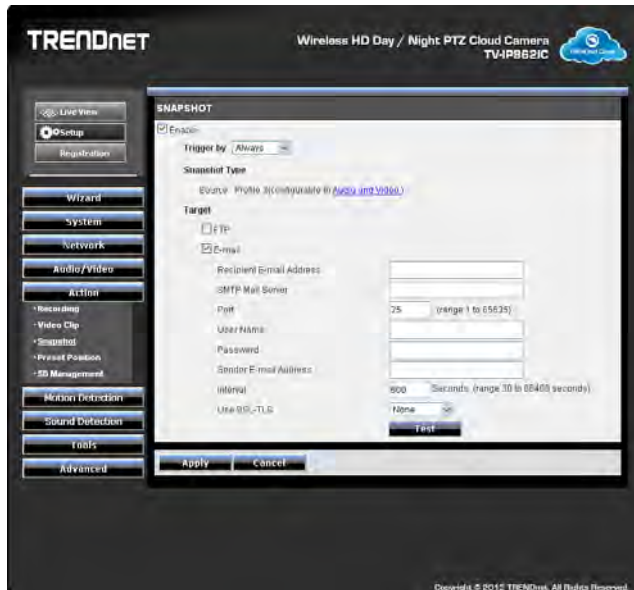 TRENDNET
Wireless HD Day / Night PTZ Cloud Camera
TV-IP862IC
Live View
Setup
Registration
Wizard
System
Network
Audio/Video
Action
• Recording
• Video Clip
• Snapshot
• Preset Position
• SD Management
Motion Detection
Sound Detection
Tools
Advanced
SNAPSHOT
Enable
Trigger by Always
Snapshot Type
Source Profile 3(configurable in Audio and Video.)
Target
FTP
E-mail
Recipient E-mail Address
SMTP Mail Server
Port 25 (range 1 to 65535)
User Name
Password
Sender E-mail Address
Interval 600 Seconds (range 30 to 86400 seconds)
Use SSL-TLS None
Test
Apply Cancel
Copyright © 2012 TRENDnet. All Rights Reserved.